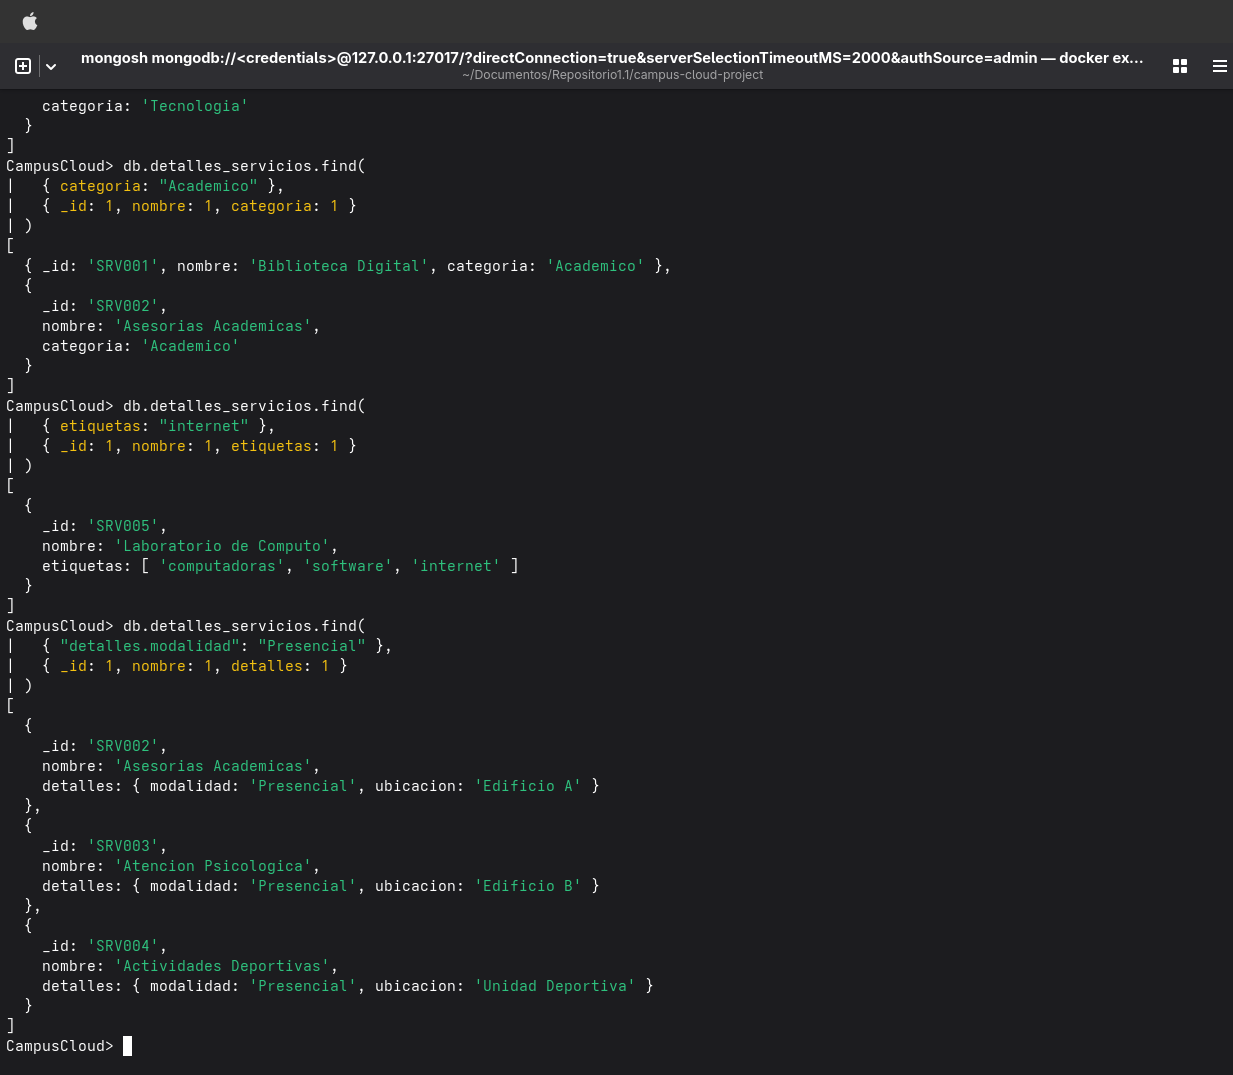 mongosh mongodb://<credentials>@127.0.0.1:27017/?directConnection=true&serverSelectionTimeoutMS=2000&authSource=admin — docker ex...
~/Documentos/Repositorio1.1/campus-cloud-project
    categoria: 'Tecnologia'
  }
]
CampusCloud> db.detalles_servicios.find(
|   { categoria: "Academico" },
|   { _id: 1, nombre: 1, categoria: 1 }
| )
[
  { _id: 'SRV001', nombre: 'Biblioteca Digital', categoria: 'Academico' },
  {
    _id: 'SRV002',
    nombre: 'Asesorias Academicas',
    categoria: 'Academico'
  }
]
CampusCloud> db.detalles_servicios.find(
|   { etiquetas: "internet" },
|   { _id: 1, nombre: 1, etiquetas: 1 }
| )
[
  {
    _id: 'SRV005',
    nombre: 'Laboratorio de Computo',
    etiquetas: [ 'computadoras', 'software', 'internet' ]
  }
]
CampusCloud> db.detalles_servicios.find(
|   { "detalles.modalidad": "Presencial" },
|   { _id: 1, nombre: 1, detalles: 1 }
| )
[
  {
    _id: 'SRV002',
    nombre: 'Asesorias Academicas',
    detalles: { modalidad: 'Presencial', ubicacion: 'Edificio A' }
  },
  {
    _id: 'SRV003',
    nombre: 'Atencion Psicologica',
    detalles: { modalidad: 'Presencial', ubicacion: 'Edificio B' }
  },
  {
    _id: 'SRV004',
    nombre: 'Actividades Deportivas',
    detalles: { modalidad: 'Presencial', ubicacion: 'Unidad Deportiva' }
  }
]
CampusCloud>